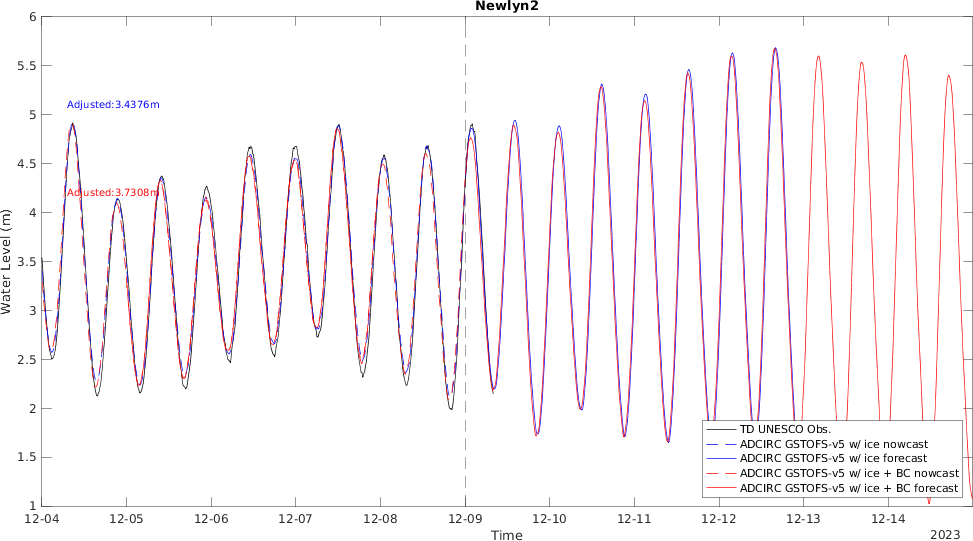 Newlyn2
6
5.5
5
4.5
4
3.5
3
2.5
2
1.5
1
Water Level (m)
Adjusted:3.4376m
Adjusted:3.7308m
TD UNESCO Obs.
ADCIRC GSTOFS-v5 w/ ice nowcast
ADCIRC GSTOFS-v5 w/ ice forecast
ADCIRC GSTOFS-v5 w/ ice + BC nowcast
ADCIRC GSTOFS-v5 w/ ice + BC forecast
12-04 12-05 12-06 12-07 12-08 12-09 12-10 12-11 12-12 12-13 12-14
Time
2023